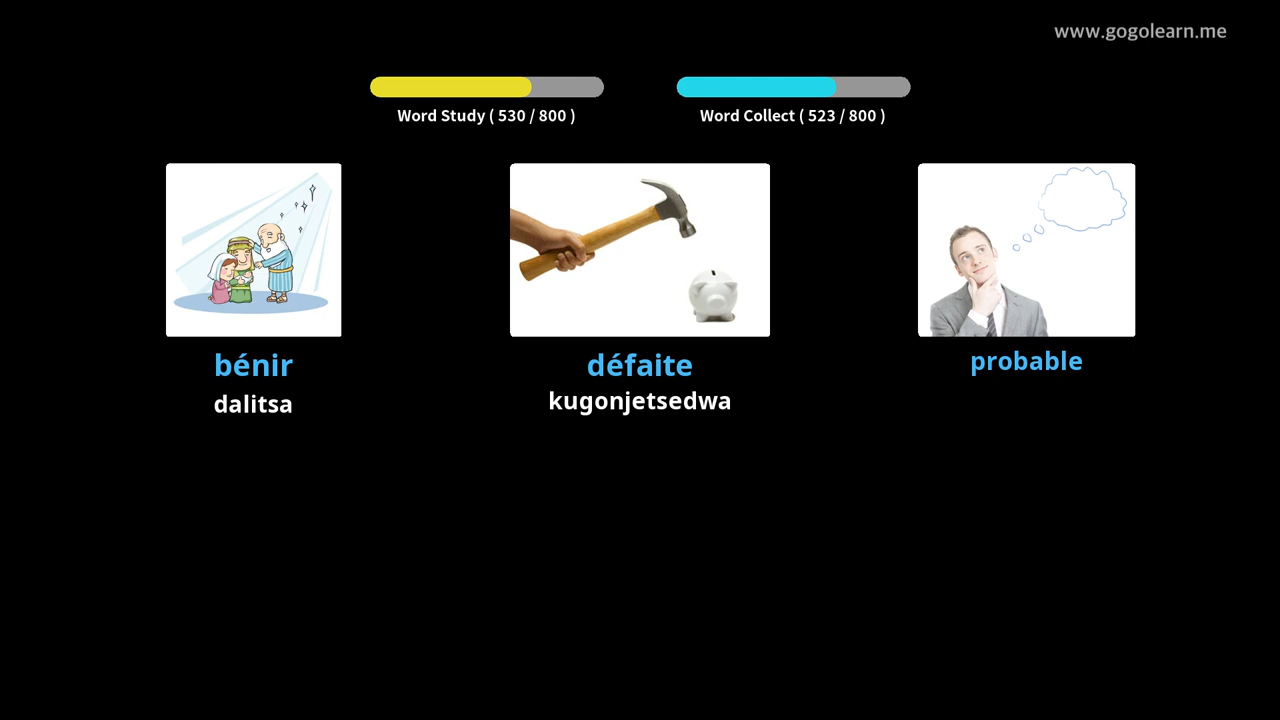 www.gogolearn.me
Word Study ( 530 / 800 )
Word Collect ( 523 / 800 )
bénir
dalitsa
défaite
kugonjetsedwa
probable